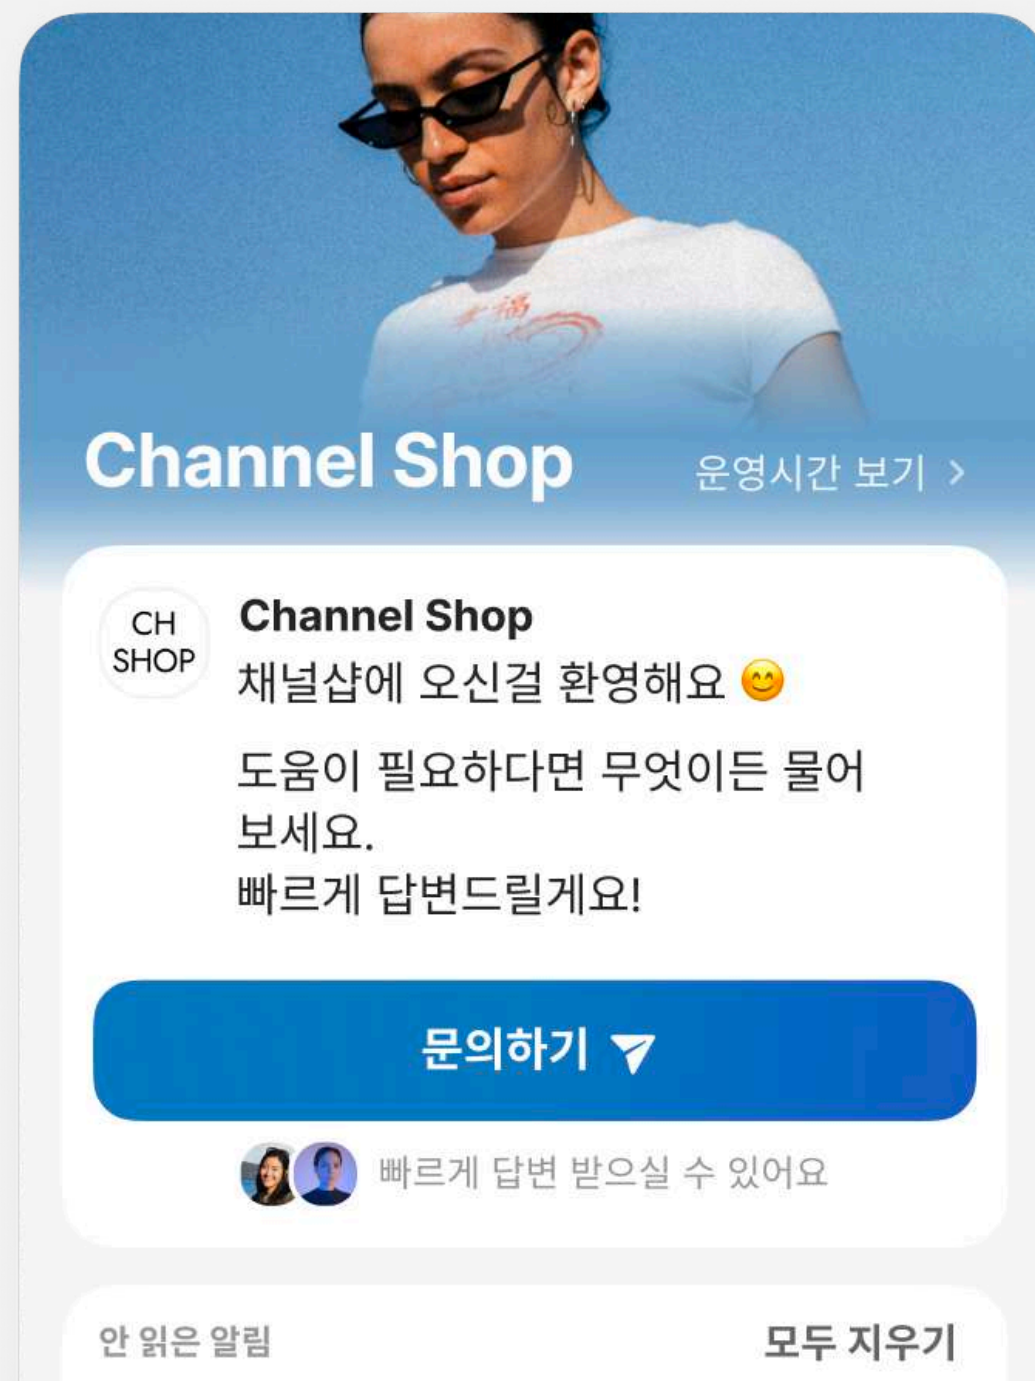 福
Channel Shop
운영시간 보기 >
CH
SHOP
Channel Shop
채널샵에 오신걸 환영해요 😊
도움이 필요하다면 무엇이든 물어
보세요.
빠르게 답변드릴게요!
문의하기
빠르게 답변 받으실 수 있어요
안 읽은 알림
모두 지우기